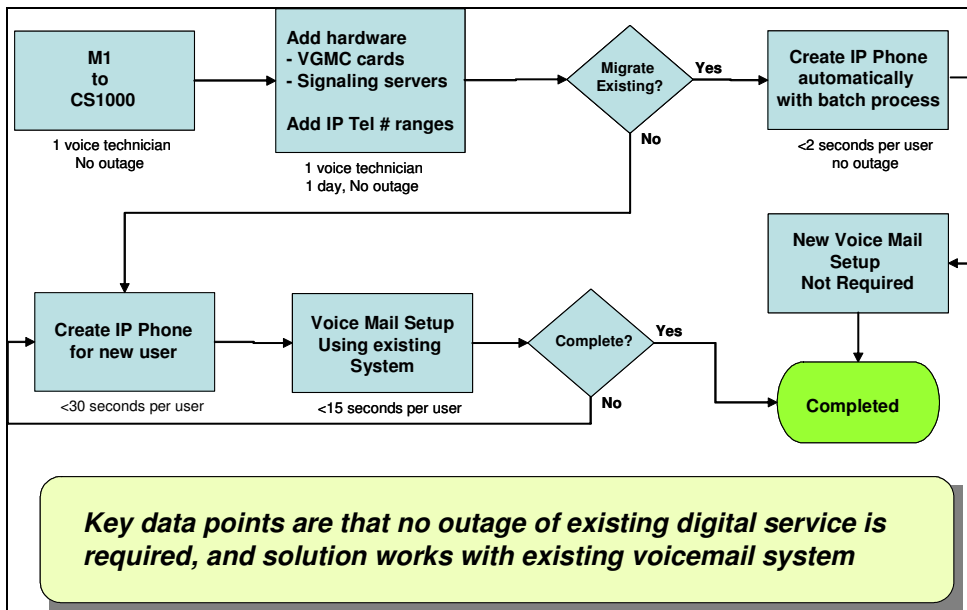 M1
to
CS1000
1 voice technician
No outage
Add hardware
- VGMC cards
- Signaling servers
Add IP Tel # ranges
1 voice technician
1 day, No outage
Migrate
Existing?
Yes
No
Create IP Phone
automatically
with batch process
<2 seconds per user
no outage
New Voice Mail
Setup
Not Required
Create IP Phone
for new user
<30 seconds per user
Voice Mail Setup
Using existing
System
<15 seconds per user
Complete?
Yes
No
Completed
Key data points are that no outage of existing digital service is
required, and solution works with existing voicemail system